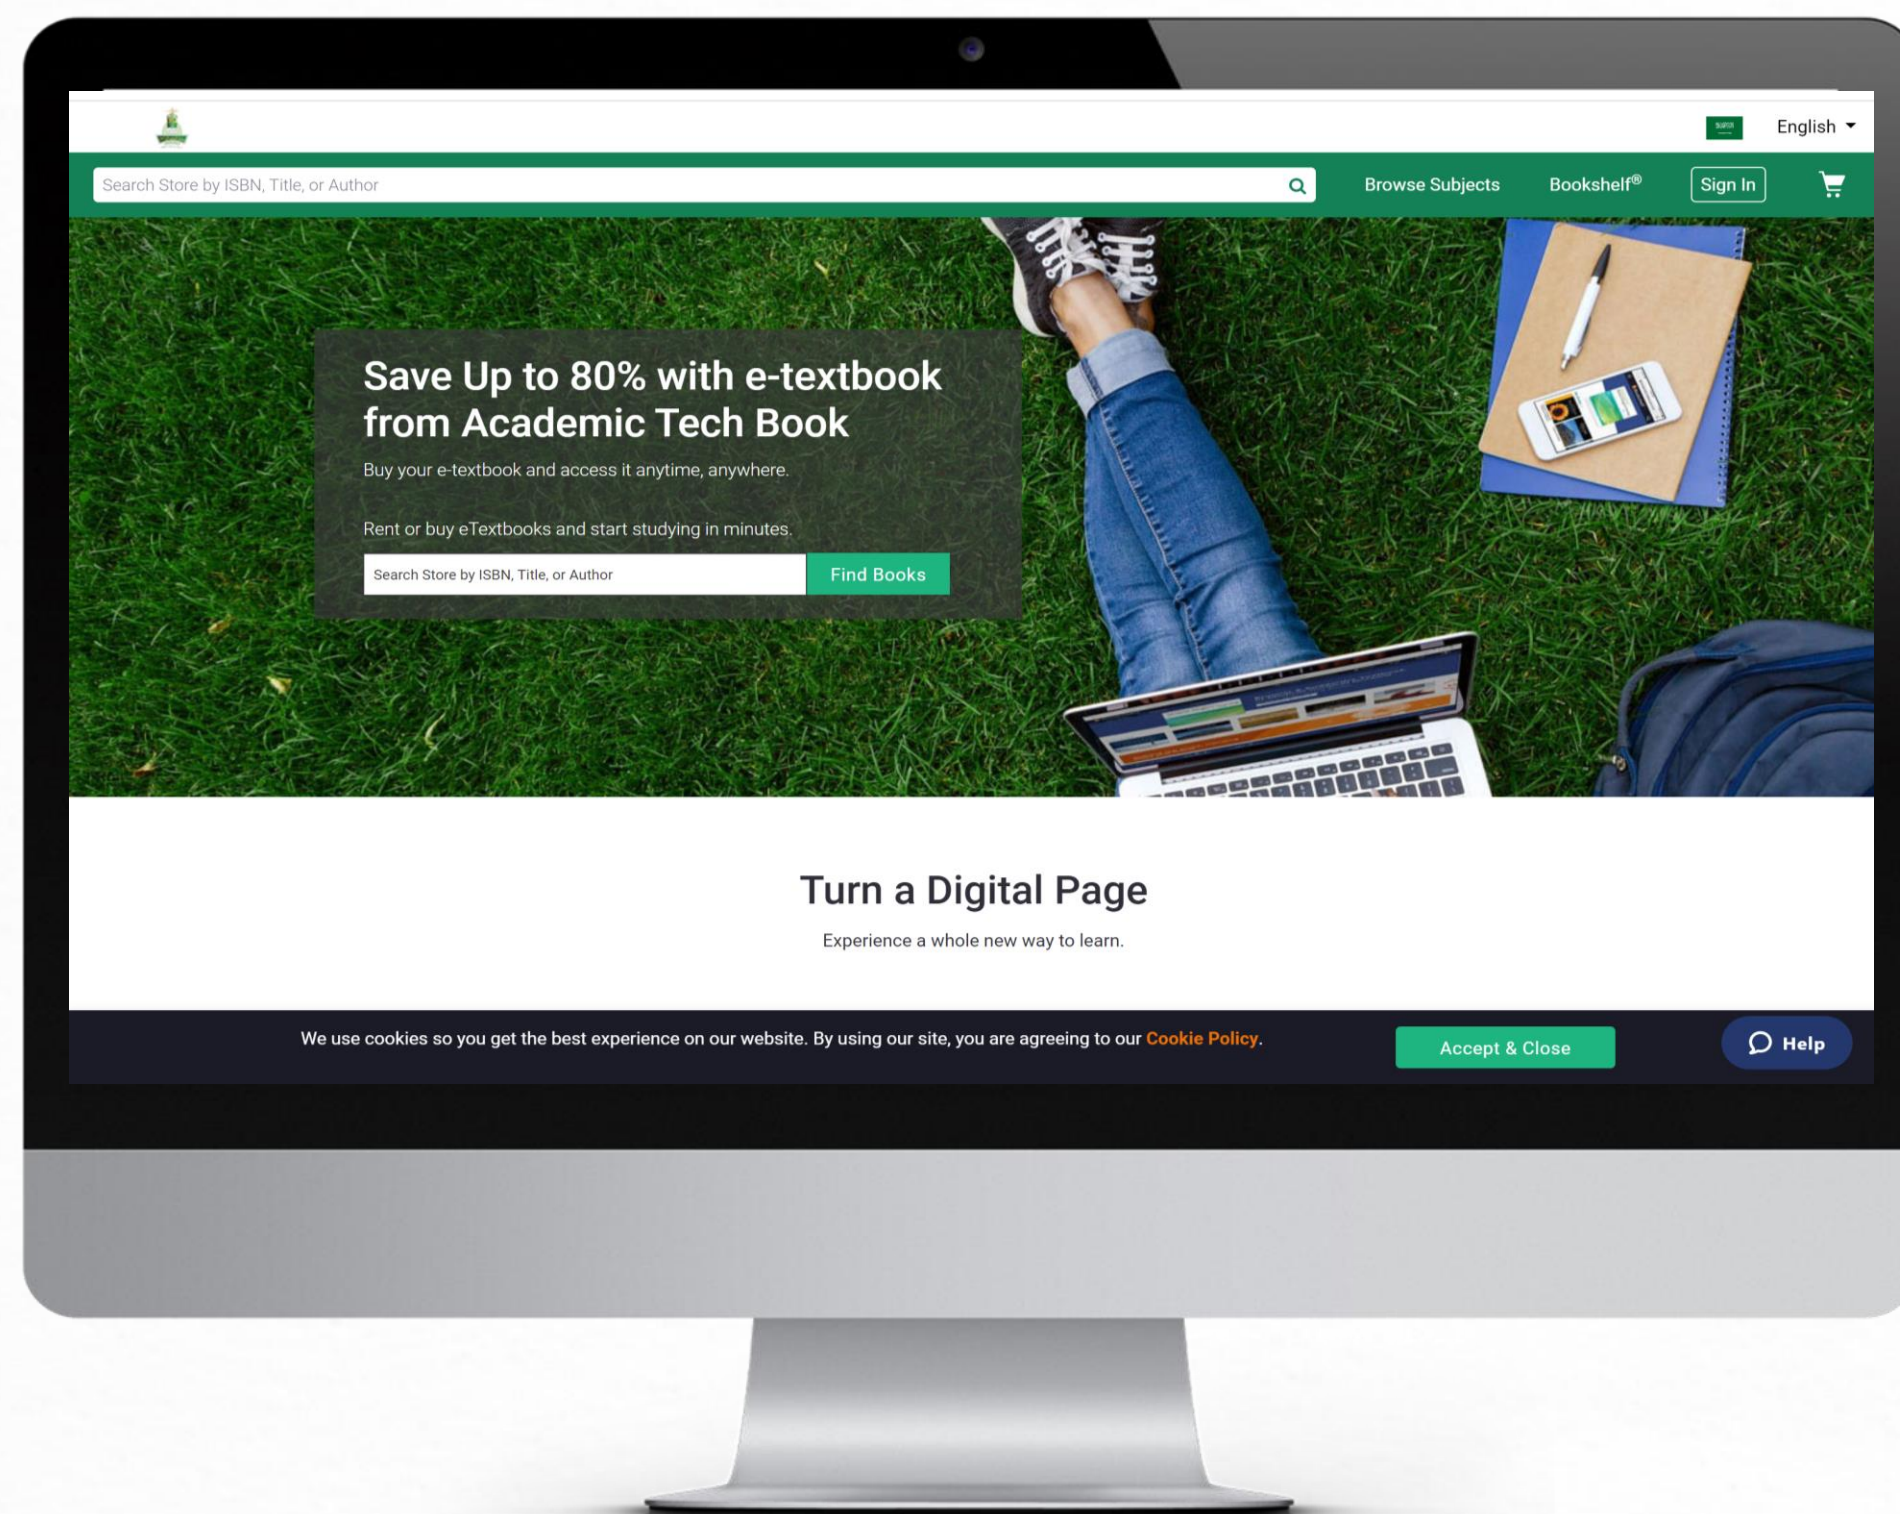 English
Search Store by ISBN, Title, or Author
Browse Subjects
Bookshelf®
Sign In
Save Up to 80% with e-textbook
from Academic Tech Book
Buy your e-textbook and access it anytime, anywhere.
Rent or buy eTextbooks and start studying in minutes.
Search Store by ISBN, Title, or Author
Find Books
Turn a Digital Page
Experience a whole new way to learn.
We use cookies so you get the best experience on our website. By using our site, you are agreeing to our Cookie Policy.
Accept & Close
Help